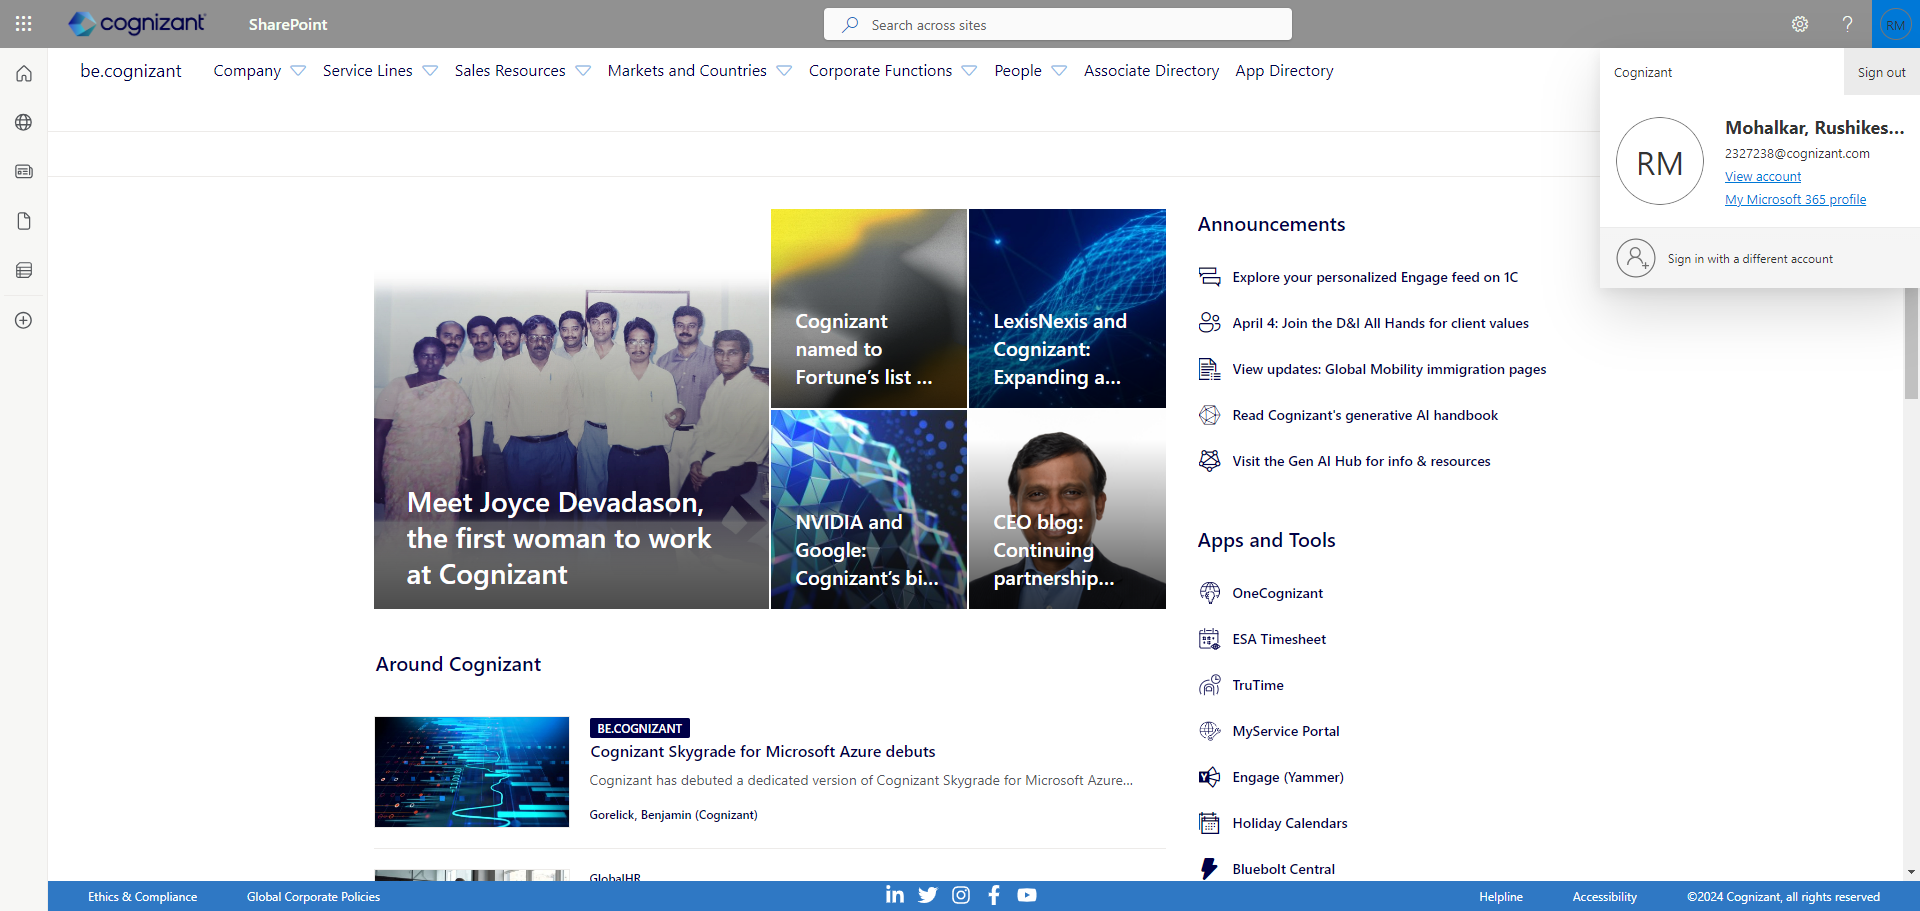 cognizant
SharePoint
Search across sites
?
RM
be.cognizant
Company
Service Lines
Sales Resources
Markets and Countries
Corporate Functions
People
Associate Directory
App Directory
Cognizant
Sign out
RM
Mohalkar, Rushikes...
2327238@cognizant.com
View account
My Microsoft 365 profile
Sign in with a different account
Meet Joyce Devadason,
the first woman to work
at Cognizant
Cognizant
named to
Fortune’s list ...
LexisNexis and
Cognizant:
Expanding a...
NVIDIA and
Google:
Cognizant’s bi...
CEO blog:
Continuing
partnership...
Announcements
Explore your personalized Engage feed on 1C
April 4: Join the D&I All Hands for client values
View updates: Global Mobility immigration pages
Read Cognizant's generative AI handbook
Visit the Gen AI Hub for info & resources
Apps and Tools
OneCognizant
ESA Timesheet
TruTime
MyService Portal
Engage (Yammer)
Holiday Calendars
Bluebolt Central
Around Cognizant
BE.COGNIZANT
Cognizant Skygrade for Microsoft Azure debuts
Cognizant has debuted a dedicated version of Cognizant Skygrade for Microsoft Azure...
Gorelick, Benjamin (Cognizant)
GlobalHR
Ethics & Compliance
Global Corporate Policies
Helpline
Accessibility
©2024 Cognizant, all rights reserved